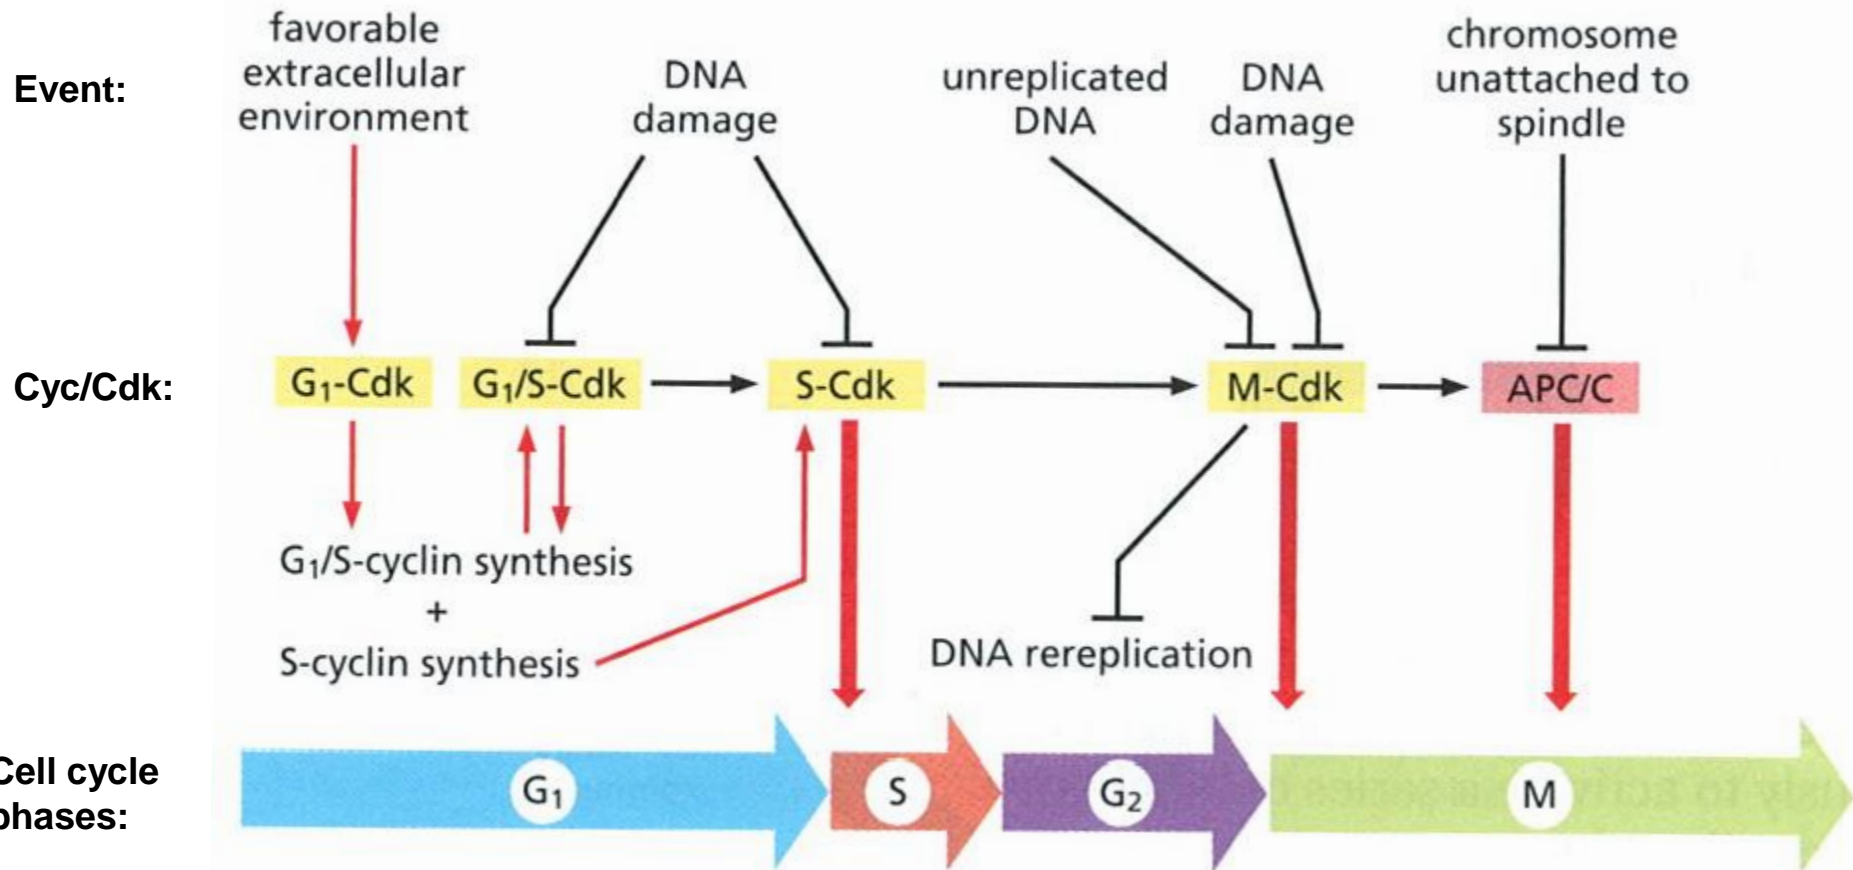 Event:
favorable
extracellular
environment
DNA
damage
unreplicated
DNA
DNA
damage
chromosome
unattached to
spindle
Cyc/Cdk:
G₁-Cdk
G₁/S-Cdk
S-Cdk
M-Cdk
APC/C
G₁/S-cyclin synthesis
+
S-cyclin synthesis
DNA rereplication
Cell cycle
phases:
G₁
S
G₂
M